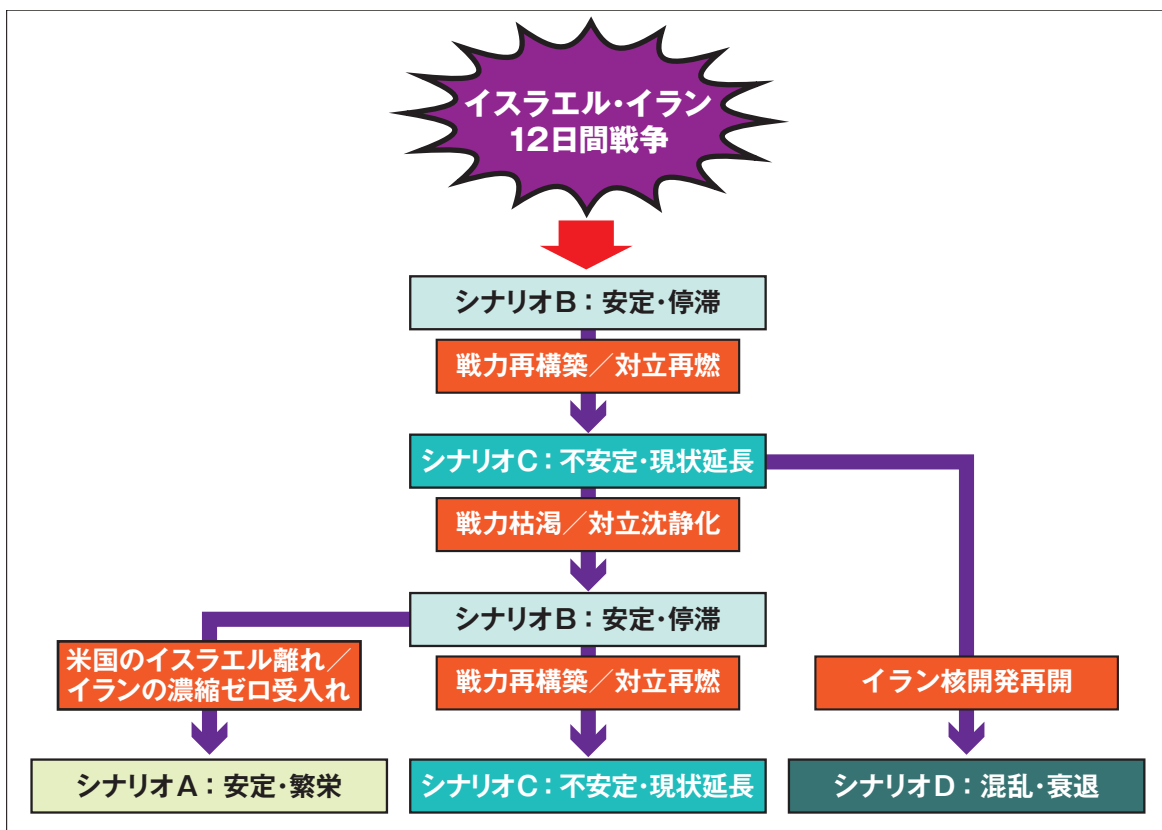 イスラエル・イラン
12日間戦争
シナリオB：安定・停滞
戦力再構築／対立再燃
シナリオC：不安定・現状延長
戦力枯渇／対立沈静化
シナリオB：安定・停滞
米国のイスラエル離れ／
イランの濃縮ゼロ受入れ
戦力再構築／対立再燃
イラン核開発再開
シナリオA：安定・繁栄
シナリオC：不安定・現状延長
シナリオD：混乱・衰退